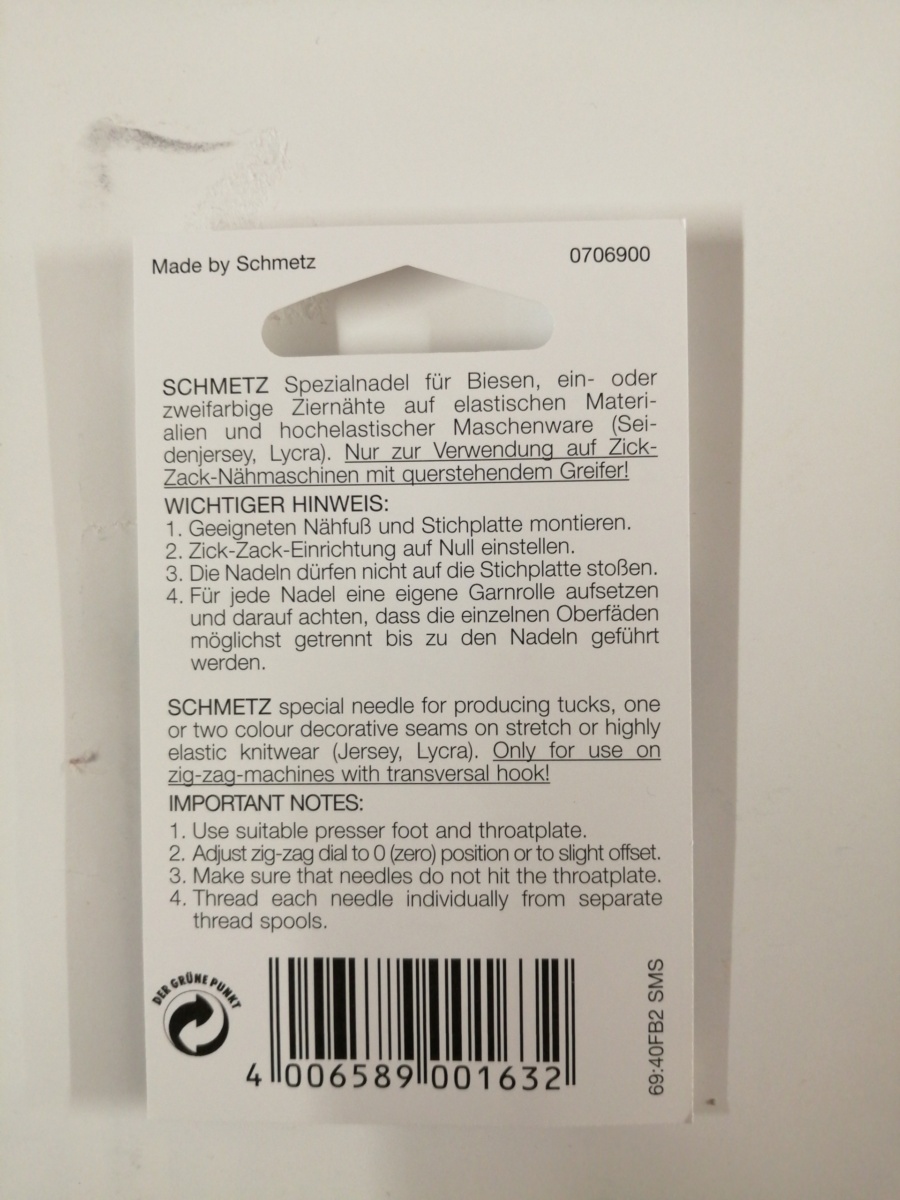 Made by Schmetz
0706900
SCHMETZ Spezialnadel für Biesen, ein- oder
zweifarbige Ziernähte auf elastischen Materi-
alien und hochelastischer Maschenware (Sei-
denjersey, Lycra). Nur zur Verwendung auf Zick-
Zack-Nähmaschinen mit querstehendem Greifer!
WICHTIGER HINWEIS:
1. Geeigneten Nähfuß und Stichplatte montieren.
2. Zick-Zack-Einrichtung auf Null einstellen.
3. Die Nadeln dürfen nicht auf die Stichplatte stoßen.
4. Für jede Nadel eine eigene Garnrolle aufsetzen
und darauf achten, dass die einzelnen Oberfäden
möglichst getrennt bis zu den Nadeln geführt
werden.
SCHMETZ special needle for producing tucks, one
or two colour decorative seams on stretch or highly
elastic knitwear (Jersey, Lycra). Only for use on
zig-zag-machines with transversal hook!
IMPORTANT NOTES:
1. Use suitable presser foot and throatplate.
2. Adjust zig-zag dial to 0 (zero) position or to slight offset.
3. Make sure that needles do not hit the throatplate.
4. Thread each needle individually from separate
thread spools.
DER GRÜNE PUNKT
4 006589 001632
69:40FB2 SMS